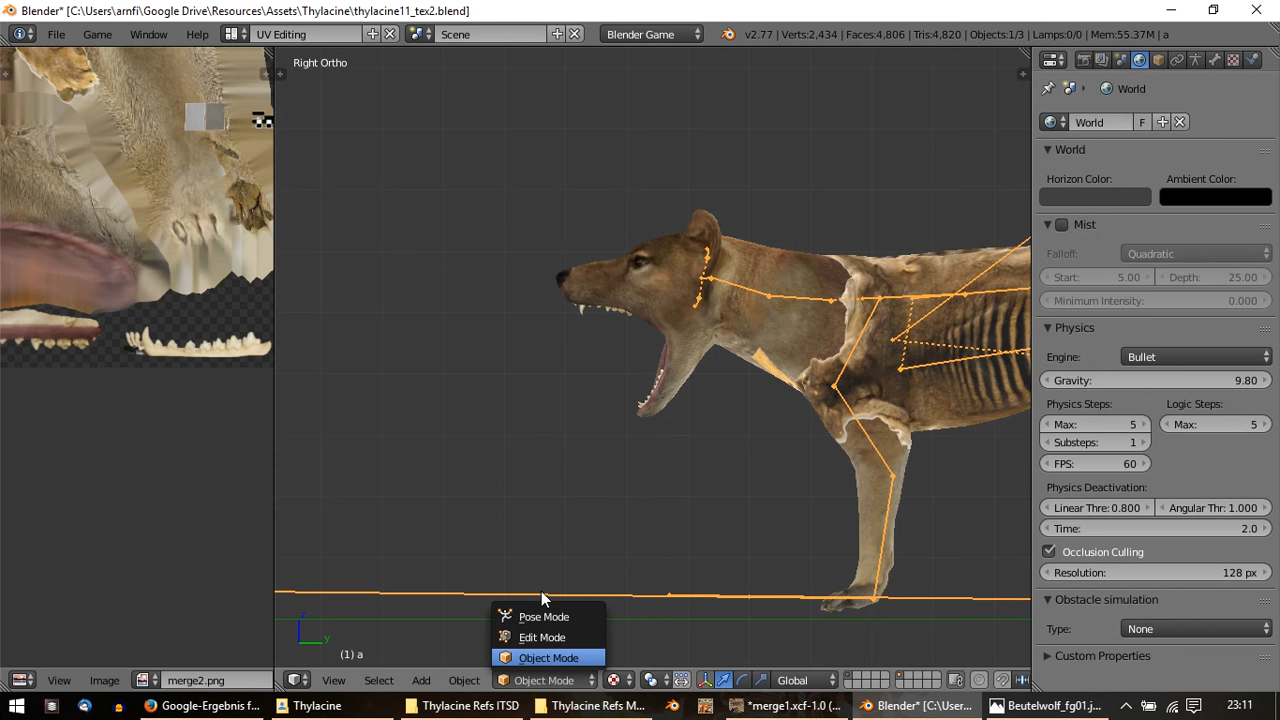 Blender* [C:\Users\arnfi\Google Drive\Resources\Assets\Thylacine\thylacine11_tex2.blend]
File Game Window Help UV Editing Scene Blender Game v2.77 | Verts:2,434 | Faces:4,806 | Tris:4,820 | Objects:1/3 | Lamps:0/0 | Mem:55.37M | a
Right Ortho
World
World F
World
Horizon Color: Ambient Color:
Mist
Falloff: Quadratic
Start: 5.00 Depth: 25.00
Minimum Intensity: 0.000
Physics
Engine: Bullet
Gravity: 9.80
Physics Steps: Logic Steps:
Max: 5 Max: 5
Substeps: 1
FPS: 60
Physics Deactivation:
Linear Thre: 0.800 Angular Thr: 1.000
Time: 2.0
Occlusion Culling
Resolution: 128 px
Obstacle simulation
Type: None
Custom Properties
z
y
(1) a
Pose Mode
Edit Mode
Object Mode
View Image merge2.png View Select Add Object Object Mode Global
Google-Ergebnis f... Thylacine Thylacine Refs ITSD Thylacine Refs M... *merge1.xcf-1.0 (... Blender* [C:\Users... Beutelwolf_fg01.j... 23:11